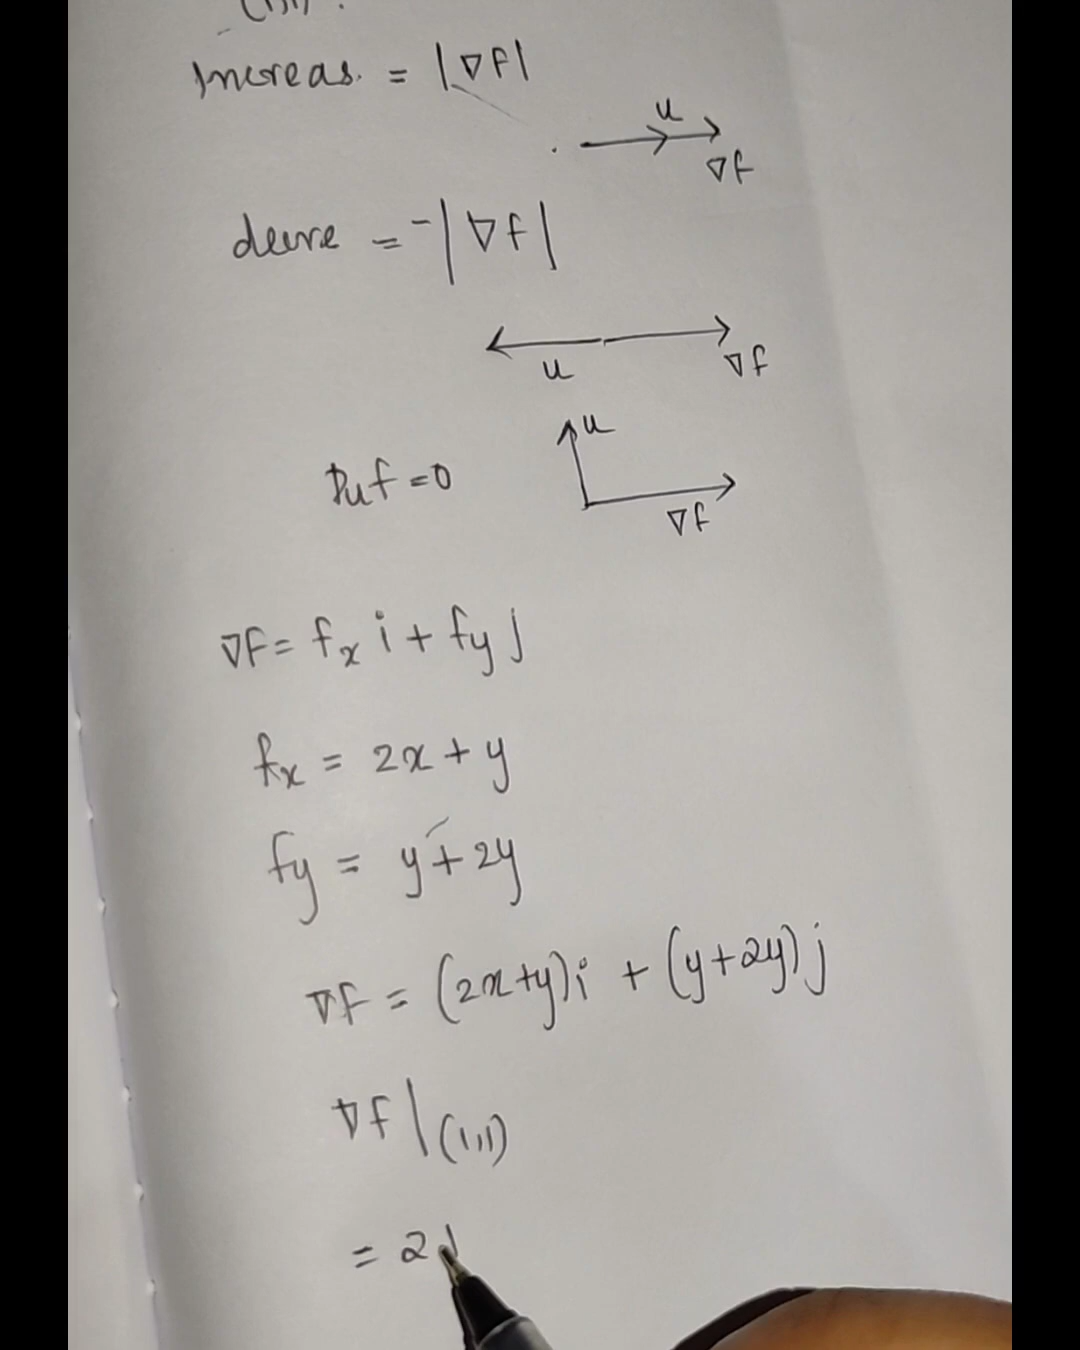 Increas. = |∇f|
u
∇f
decre = -|∇f|
u
∇f
u
Duf = 0
∇f
∇f = fx i + fy j
fx = 2x + y
fy = y + 2y
∇f = (2x+y)i + (y+2y)j
∇f |(1,1)
= 2